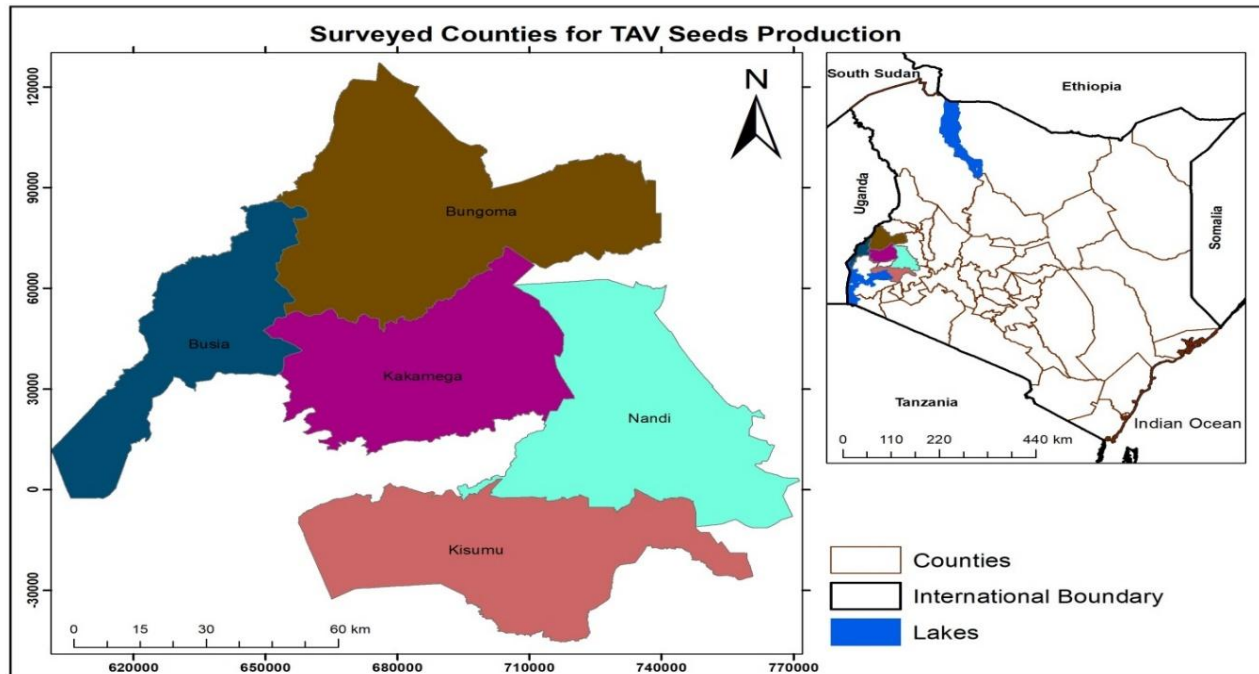 Surveyed Counties for TAV Seeds Production
N
120000
90000
60000
30000
0
-30000
620000
650000
680000
710000
740000
770000
Bungoma
Busia
Kakamega
Nandi
Kisumu
0 15 30 60 km
South Sudan
Ethiopia
Uganda
Somalia
Tanzania
Indian Ocean
0 110 220 440 km
Counties
International Boundary
Lakes